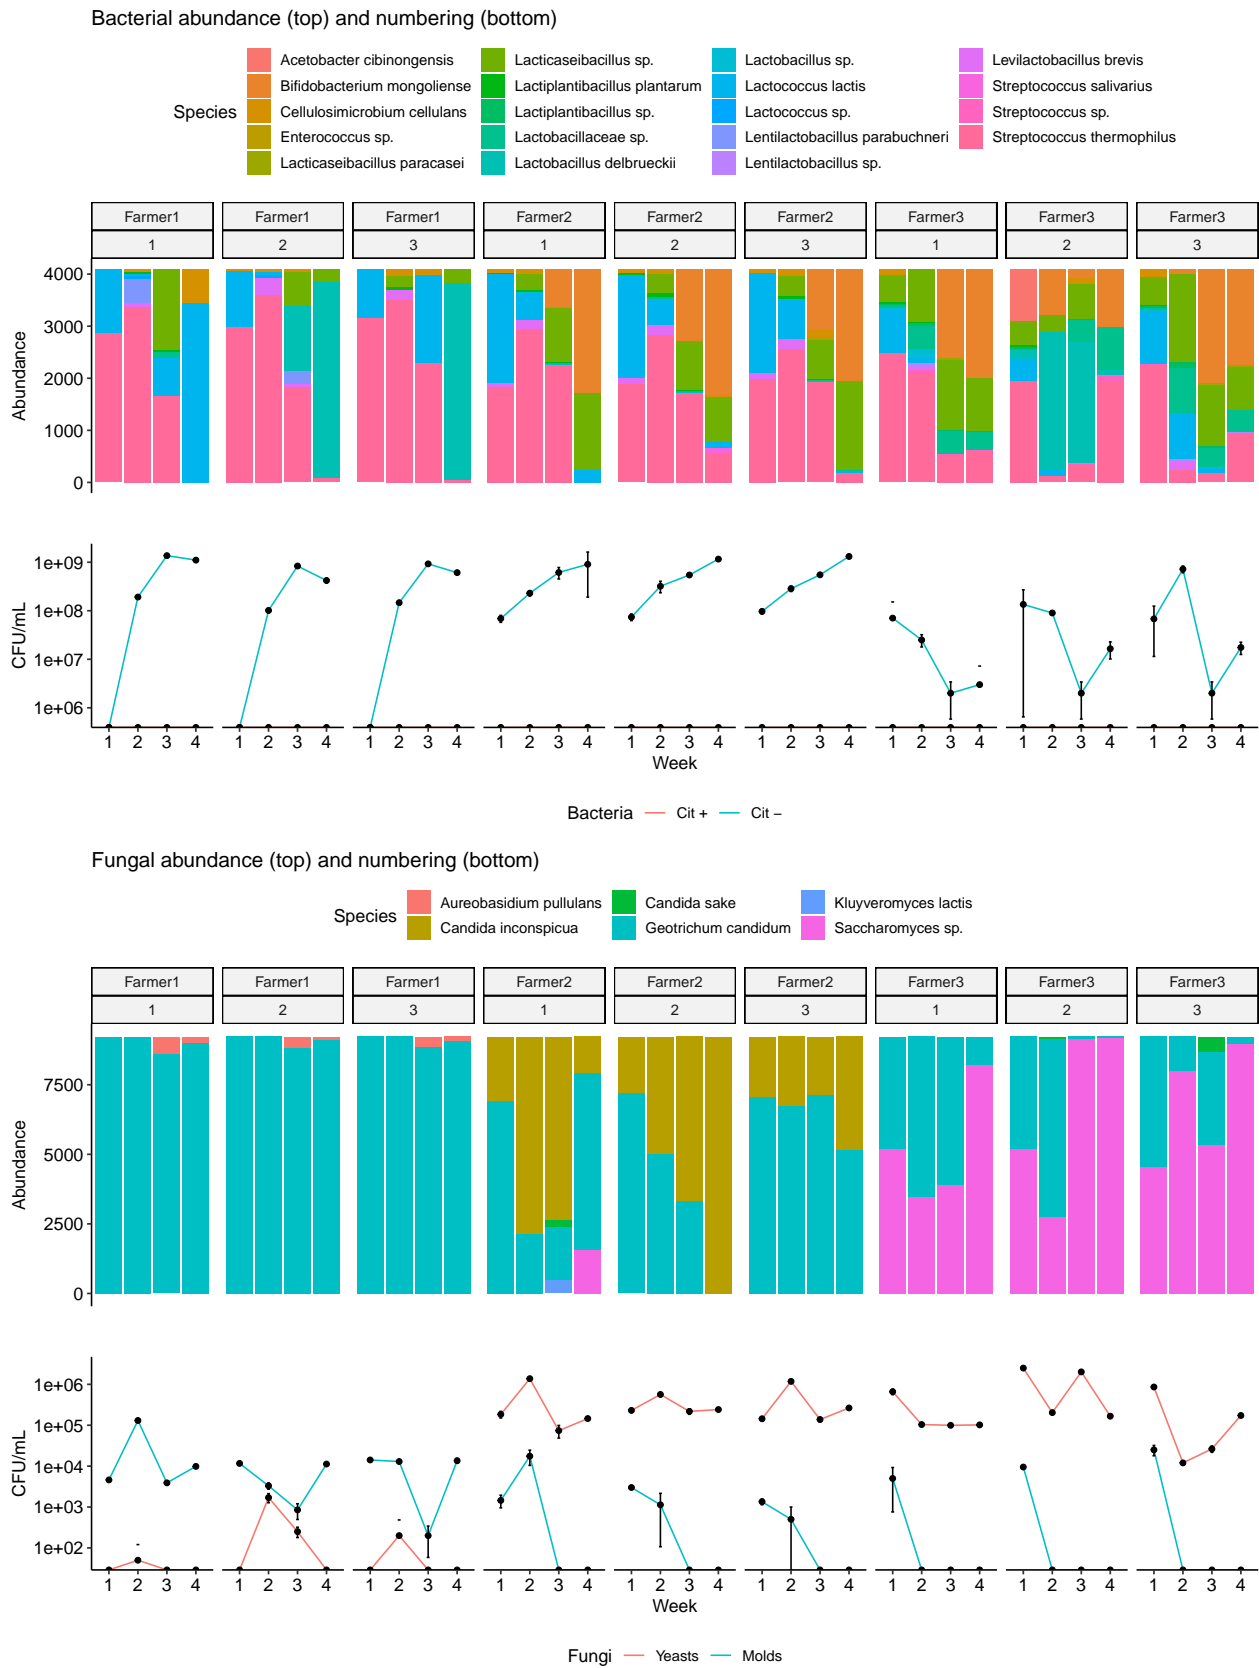 Bacterial abundance (top) and numbering (bottom)
Species
Acetobacter cibinongensis
Bifidobacterium mongoliense
Cellulosimicrobium cellulans
Enterococcus sp.
Lacticaseibacillus paracasei
Lacticaseibacillus sp.
Lactiplantibacillus plantarum
Lactiplantibacillus sp.
Lactobacillaceae sp.
Lactobacillus delbrueckii
Lactobacillus sp.
Lactococcus lactis
Lactococcus sp.
Lentilactobacillus parabuchneri
Lentilactobacillus sp.
Levilactobacillus brevis
Streptococcus salivarius
Streptococcus sp.
Streptococcus thermophilus
Farmer1 Farmer1 Farmer1 Farmer2 Farmer2 Farmer2 Farmer3 Farmer3 Farmer3
1 2 3 1 2 3 1 2 3
Abundance
4000
3000
2000
1000
0
CFU/mL
1e+09
1e+08
1e+07
1e+06
1 2 3 4 1 2 3 4 1 2 3 4 1 2 3 4 1 2 3 4 1 2 3 4 1 2 3 4 1 2 3 4 1 2 3 4
Week
Bacteria Cit + Cit −
Fungal abundance (top) and numbering (bottom)
Species
Aureobasidium pullulans
Candida inconspicua
Candida sake
Geotrichum candidum
Kluyveromyces lactis
Saccharomyces sp.
Farmer1 Farmer1 Farmer1 Farmer2 Farmer2 Farmer2 Farmer3 Farmer3 Farmer3
1 2 3 1 2 3 1 2 3
Abundance
7500
5000
2500
0
CFU/mL
1e+06
1e+05
1e+04
1e+03
1e+02
1 2 3 4 1 2 3 4 1 2 3 4 1 2 3 4 1 2 3 4 1 2 3 4 1 2 3 4 1 2 3 4 1 2 3 4
Week
Fungi Yeasts Molds